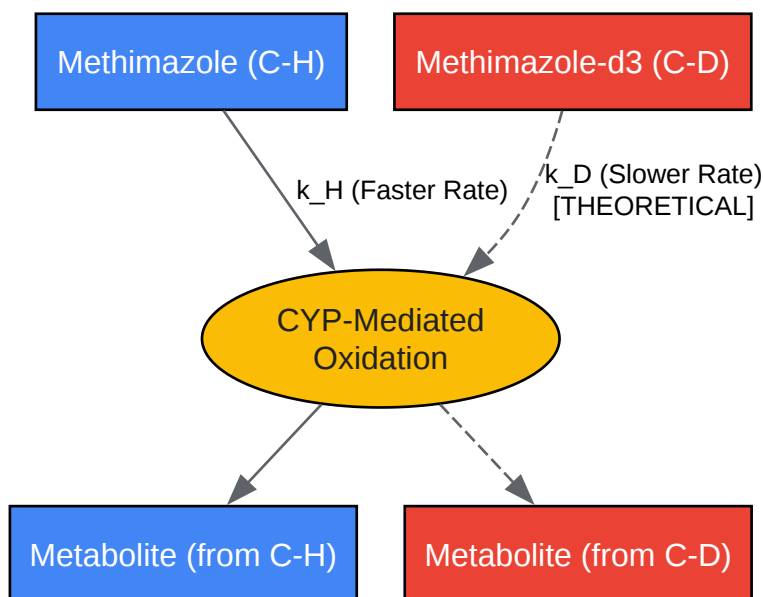 Methimazole (C-H)
Methimazole-d3 (C-D)
k_H (Faster Rate)
k_D (Slower Rate)
[THEORETICAL]
CYP-Mediated
Oxidation
Metabolite (from C-H)
Metabolite (from C-D)